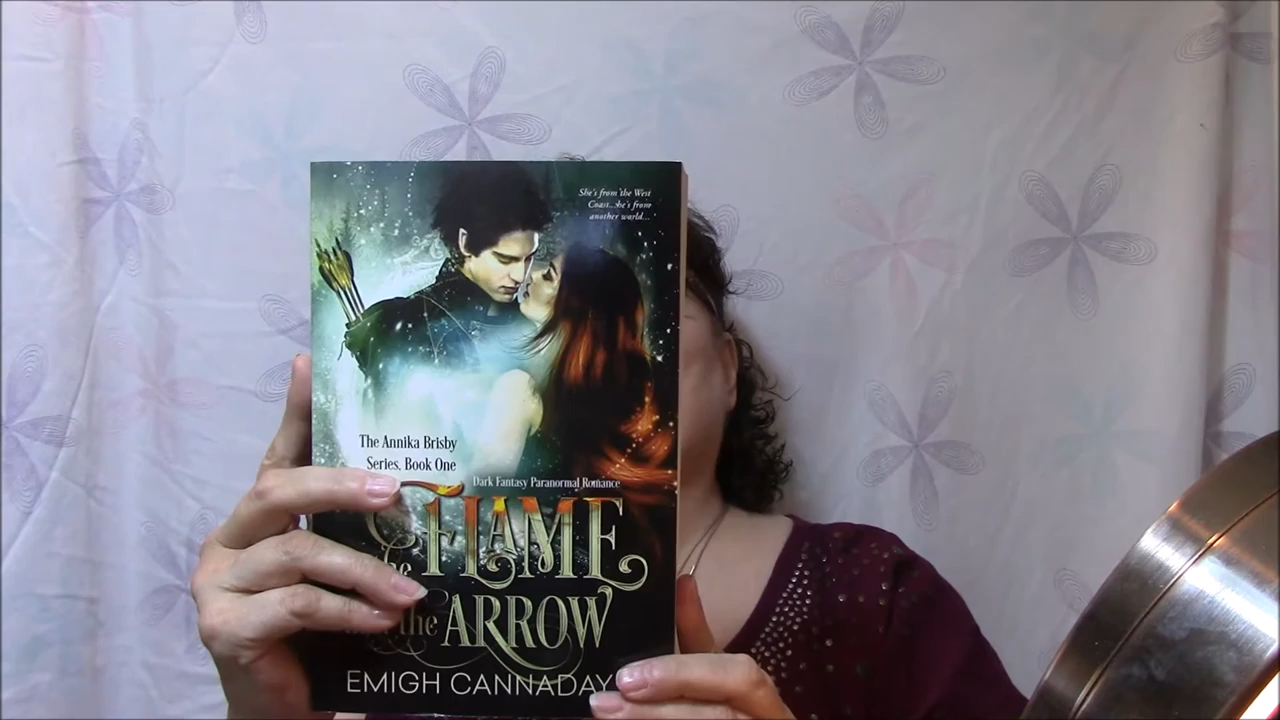 She's from the West
Coast...he's from
another world...
The Annika Brisby
Series, Book One
Dark Fantasy Paranormal Romance
FLAME
the ARROW
EMIGH CANNADAY